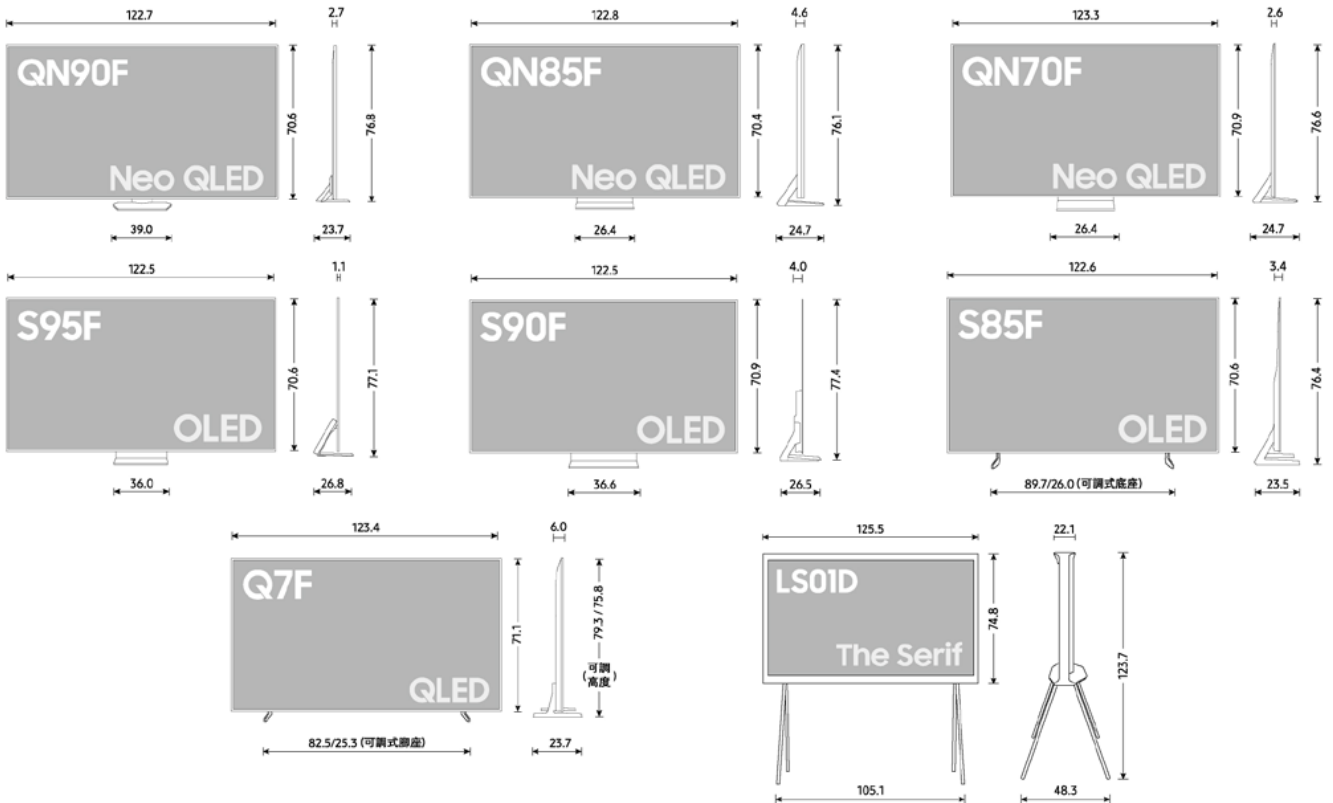 122.7
2.7
QN90F
Neo QLED
70.6
76.8
39.0
23.7
122.8
4.6
QN85F
Neo QLED
70.4
76.1
26.4
24.7
123.3
2.6
QN70F
Neo QLED
70.9
76.6
26.4
24.7
122.5
1.1
S95F
OLED
70.6
77.1
36.0
26.8
122.5
4.0
S90F
OLED
70.9
77.4
36.6
26.5
122.6
3.4
S85F
OLED
70.6
76.4
89.7/26.0 (可調式底座)
23.5
123.4
6.0
Q7F
QLED
71.1
79.3 / 75.8
(可調
高度)
82.5/25.3 (可調式腳座)
23.7
125.5
22.1
LS01D
The Serif
74.8
123.7
105.1
48.3